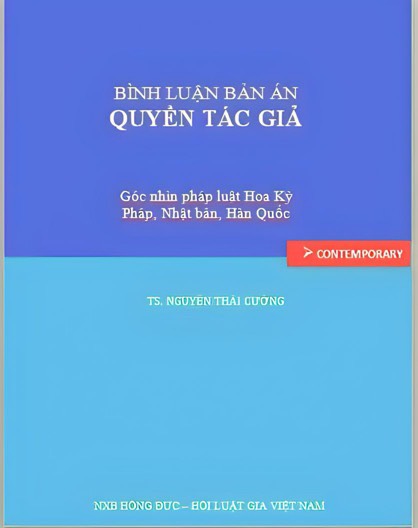 BÌNH LUẬN BẢN ÁN
QUYỀN TÁC GIẢ
Góc nhìn pháp luật Hoa Kỳ
Pháp, Nhật bản, Hàn Quốc
➢ CONTEMPORARY
TS. NGUYỄN THÁI CƯỜNG
NXB HỒNG ĐỨC – HỘI LUẬT GIA VIỆT NAM